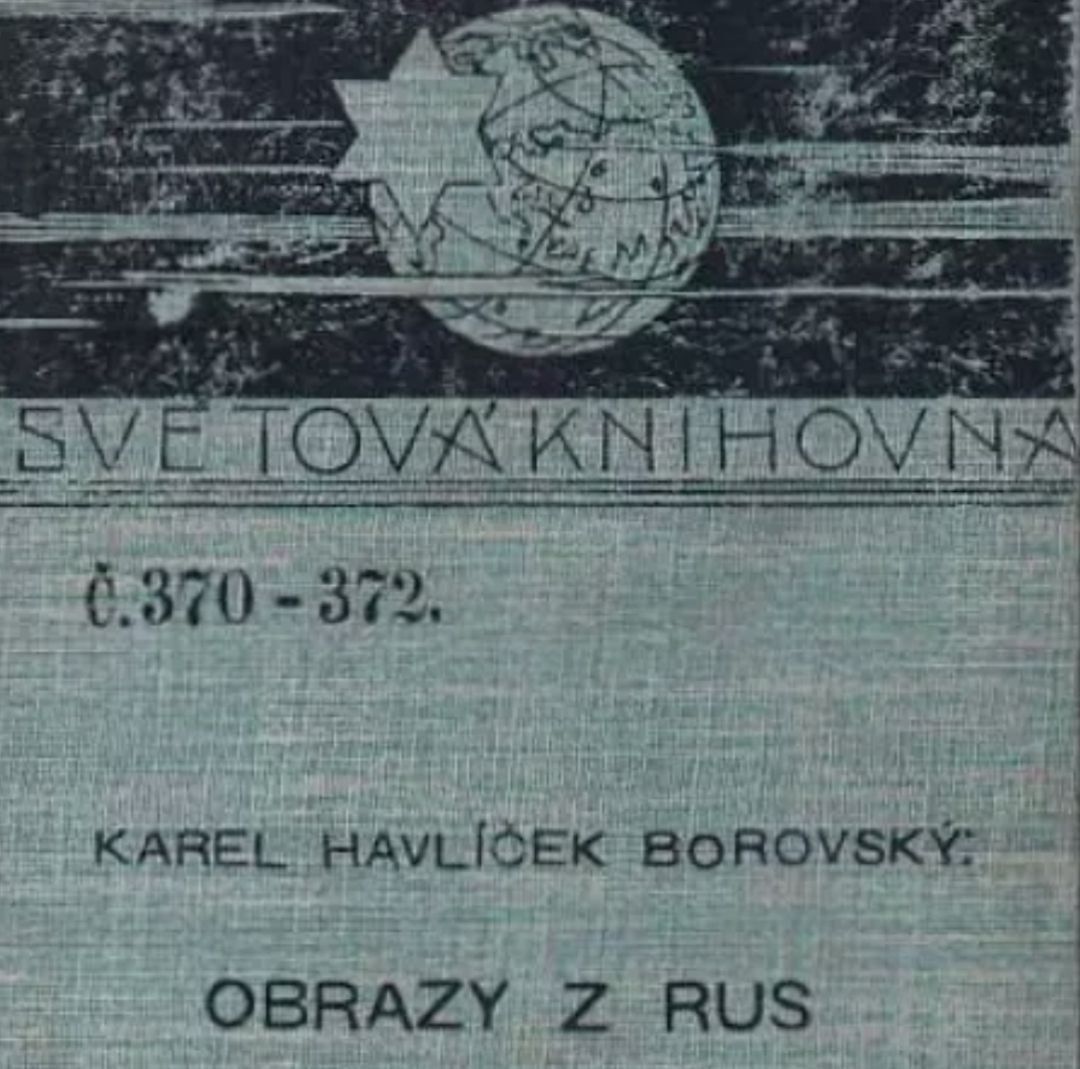 SVĚTOVÁ KNIHOVNA
Č. 370 - 372.
KAREL HAVLÍČEK BOROVSKÝ:
OBRAZY Z RUS